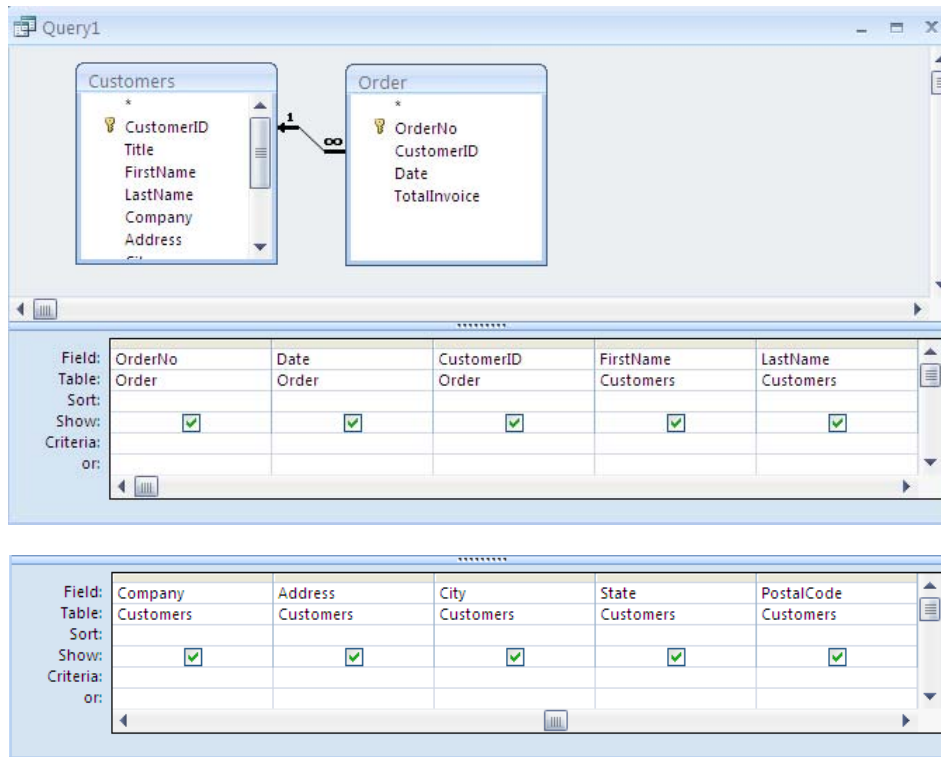 Query1
Customers
*
CustomerID
Title
FirstName
LastName
Company
Address
Order
*
OrderNo
CustomerID
Date
TotalInvoice
1
∞
Field: OrderNo Date CustomerID FirstName LastName
Table: Order Order Order Customers Customers
Sort:
Show:
Criteria:
or:
Field: Company Address City State PostalCode
Table: Customers Customers Customers Customers Customers
Sort:
Show:
Criteria:
or: